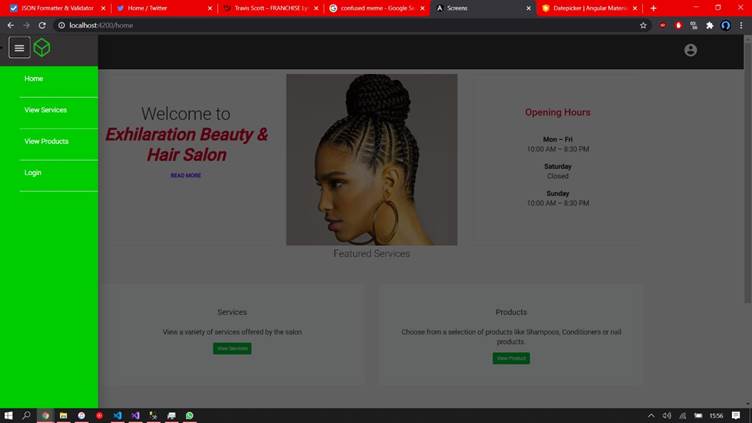 JSON Formatter & Validator
Home / Twitter
Travis Scott – FRANCHISE Ly
confused meme - Google Se
Screens
Datepicker | Angular Materia
localhost:4200/home
Home
View Services
View Products
Login
Welcome to
Exhilaration Beauty &
Hair Salon
READ MORE
Opening Hours
Mon – Fri
10:00 AM – 8:30 PM
Saturday
Closed
Sunday
10:00 AM – 8:30 PM
Featured Services
Services
View a variety of services offered by the salon.
View Services
Products
Choose from a selection of products like Shampoos, Conditioners or nail
products.
View Product
15:56